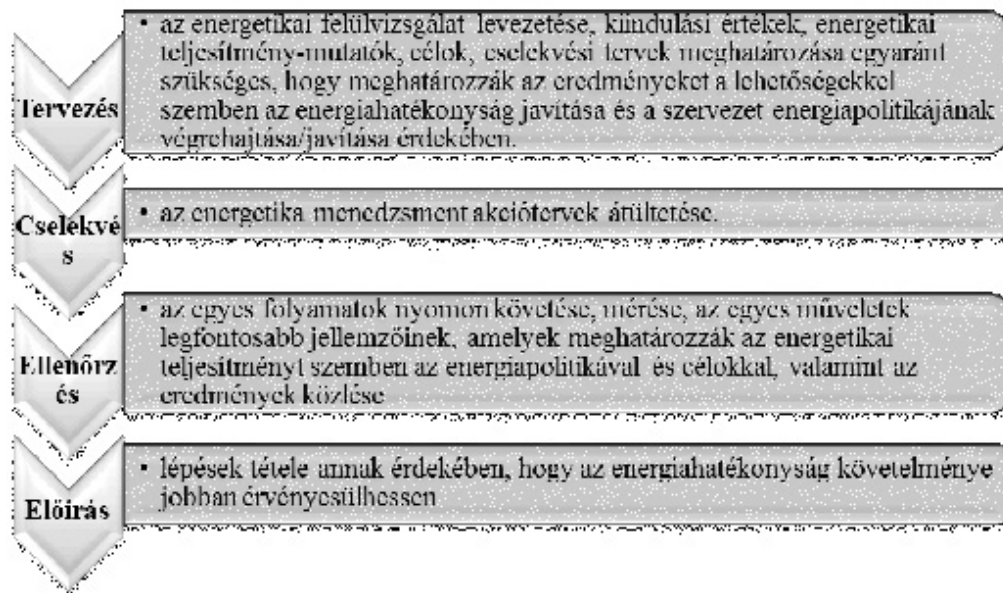 Tervezés
• az energetikai felülvizsgálat levezetése, kiindulási értékek, energetikai
teljesítmény-mutatók, célok, cselekvési tervek meghatározása egyaránt
szükséges, hogy meghatározzák az eredményeket a lehetőségekkel
szemben az energiahatékonyság javítása és a szervezet energiapolitikájának
végrehajtása/javítása érdekében.
Cselekvé
s
• az energetika menedzsment akciótervek átültetése.
Ellenőrz
és
• az egyes folyamatok nyomon követése, mérése, az egyes műveletek
legfontosabb jellemzőinek, amelyek meghatározzák az energetikai
teljesítményt szemben az energiapolitikával és célokkal, valamint az
eredmények közlése
Előírás
• lépések tétele annak érdekében, hogy az energiahatékonyság követelménye
jobban érvényesülhessen